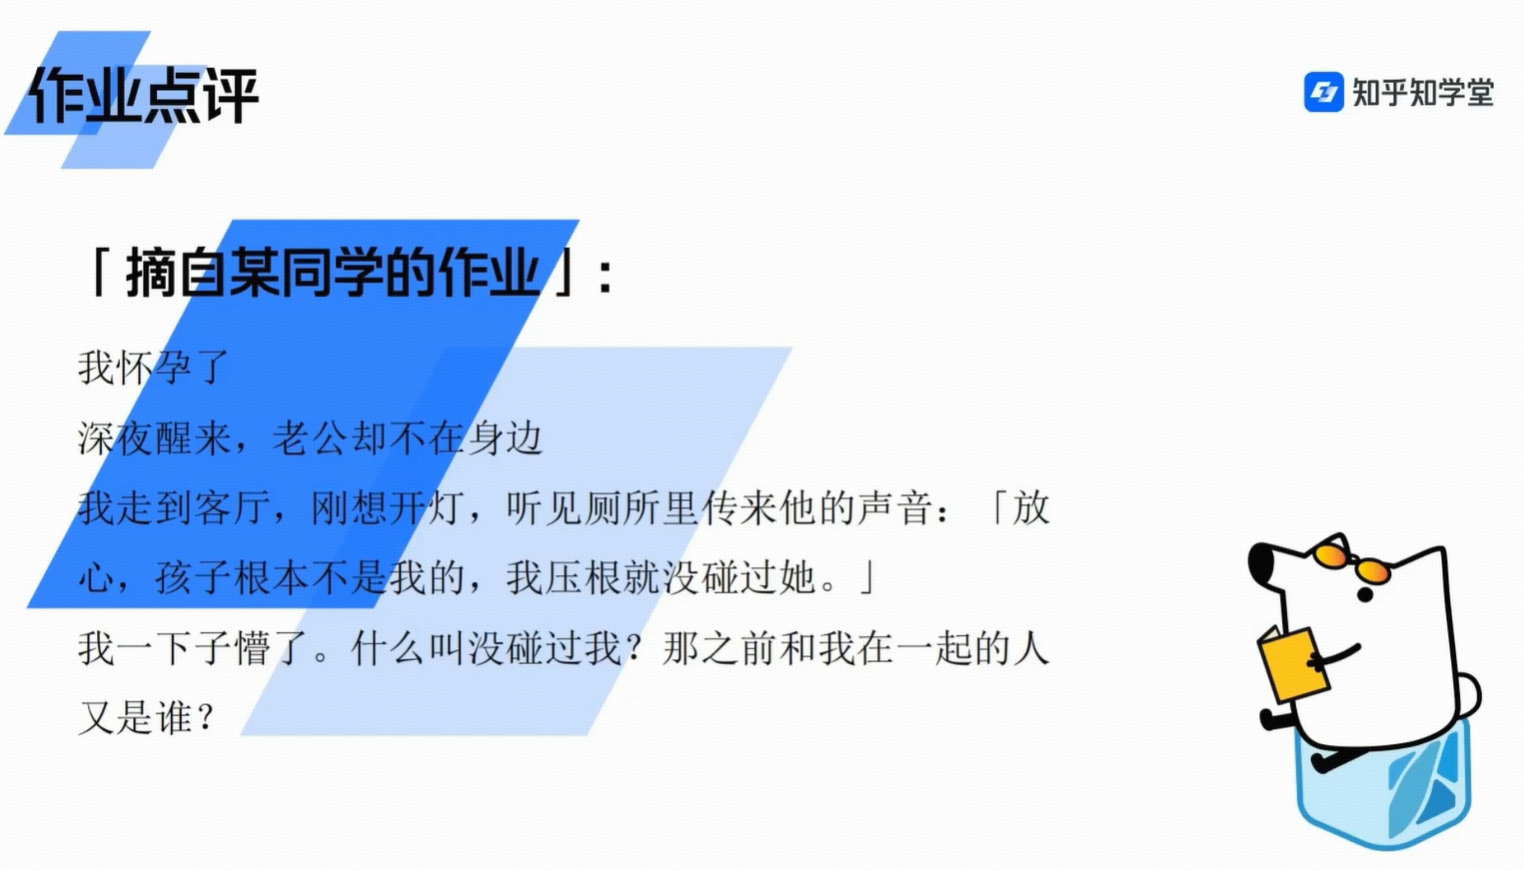 作业点评
知乎知学堂
「摘自某同学的作业」：
我怀孕了
深夜醒来，老公却不在身边
我走到客厅，刚想开灯，听见厕所里传来他的声音：「放
心，孩子根本不是我的，我压根就没碰过她。」
我一下子懵了。什么叫没碰过我？那之前和我在一起的人
又是谁？